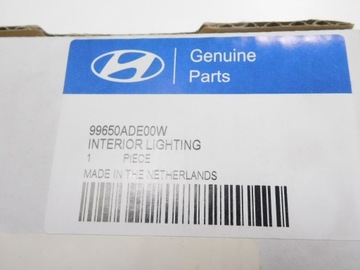 Genuine
Parts
99650ADE00W
INTERIOR LIGHTING
1 PIECE
MADE IN THE NETHERLANDS